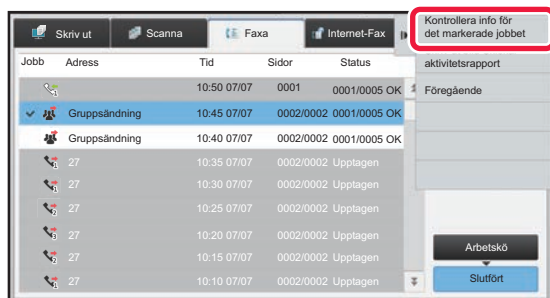 Skriv ut Scanna Faxa Internet-Fax
Kontrollera info för
det markerade jobbet
aktivitetsrapport
Föregående
Jobb Adress Tid Sidor Status
10:50 07/07 0001 0001/0005 OK
Gruppsändning 10:45 07/07 0002/0002 0001/0005 OK
Gruppsändning 10:40 07/07 0002/0002 0001/0005 OK
27 10:35 07/07 0002/0002 Upptagen
27 10:30 07/07 0002/0002 Upptagen
27 10:25 07/07 0002/0002 Upptagen
27 10:20 07/07 0002/0002 Upptagen
27 10:15 07/07 0002/0002 Upptagen
27 10:10 07/07 0002/0002 Upptagen
Arbetskö
Slutfört